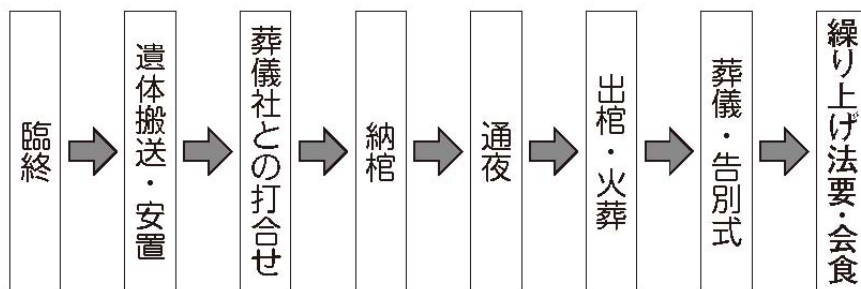 臨終
遺体搬送・安置
葬儀社との打合せ
納棺
通夜
出棺・火葬
葬儀・告別式
繰り上げ法要・会食